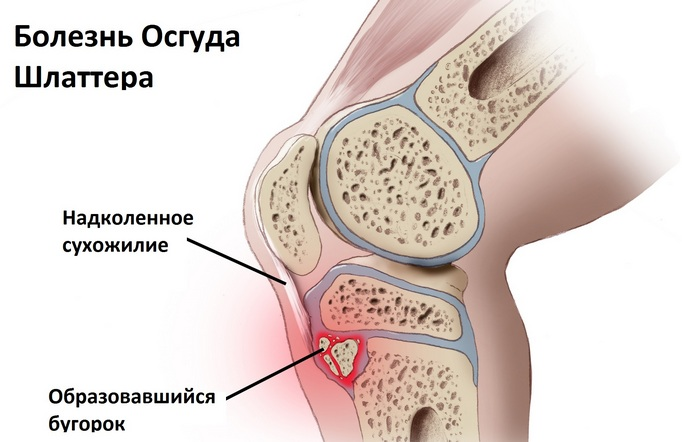 Болезнь Осгуда
Шлаттера
Надколенное
сухожилие
Образовавшийся
бугорок